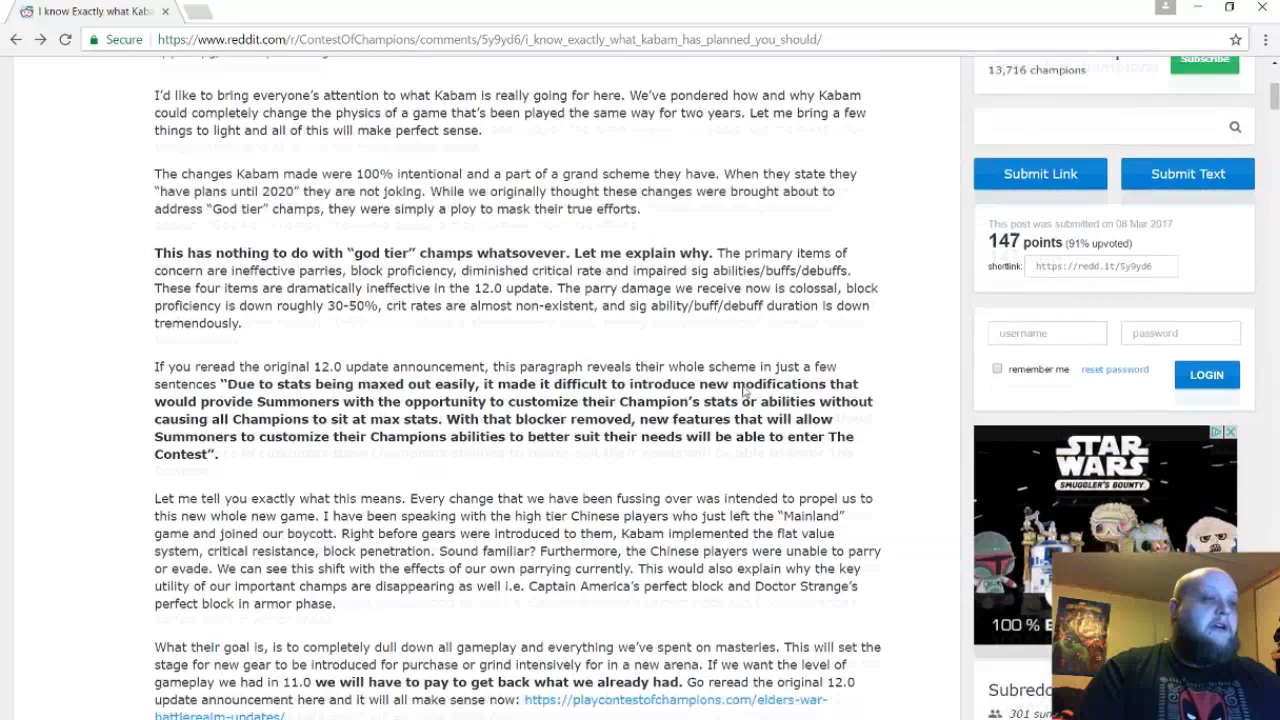 I know Exactly what Kaba
Secure
https://www.reddit.com/r/ContestOfChampions/comments/5y9yd6/i_know_exactly_what_kabam_has_planned_you_should/
I’d like to bring everyone’s attention to what Kabam is really going for here. We’ve pondered how and why Kabam
could completely change the physics of a game that’s been played the same way for two years. Let me bring a few
things to light and all of this will make perfect sense.
The changes Kabam made were 100% intentional and a part of a grand scheme they have. When they state they
“have plans until 2020” they are not joking. While we originally thought these changes were brought about to
address “God tier” champs, they were simply a ploy to mask their true efforts.
This has nothing to do with “god tier” champs whatsoever. Let me explain why. The primary items of
concern are ineffective parries, block proficiency, diminished critical rate and impaired sig abilities/buffs/debuffs.
These four items are dramatically ineffective in the 12.0 update. The parry damage we receive now is colossal, block
proficiency is down roughly 30-50%, crit rates are almost non-existent, and sig ability/buff/debuff duration is down
tremendously.
If you reread the original 12.0 update announcement, this paragraph reveals their whole scheme in just a few
sentences “Due to stats being maxed out easily, it made it difficult to introduce new modifications that
would provide Summoners with the opportunity to customize their Champion’s stats or abilities without
causing all Champions to sit at max stats. With that blocker removed, new features that will allow
Summoners to customize their Champions abilities to better suit their needs will be able to enter The
Contest”.
Let me tell you exactly what this means. Every change that we have been fussing over was intended to propel us to
this new whole new game. I have been speaking with the high tier Chinese players who just left the “Mainland”
game and joined our boycott. Right before gears were introduced to them, Kabam implemented the flat value
system, critical resistance, block penetration. Sound familiar? Furthermore, the Chinese players were unable to parry
or evade. We can see this shift with the effects of our own parrying currently. This would also explain why the key
utility of our important champs are disappearing as well i.e. Captain America’s perfect block and Doctor Strange’s
perfect block in armor phase.
What their goal is, is to completely dull down all gameplay and everything we’ve spent on masteries. This will set the
stage for new gear to be introduced for purchase or grind intensively for in a new arena. If we want the level of
gameplay we had in 11.0 we will have to pay to get back what we already had. Go reread the original 12.0
update announcement here and it will all make sense now: https://playcontestofchampions.com/elders-war-
battlerealm-updates/
Subscribe
13,716 champions
Submit Link
Submit Text
This post was submitted on 08 Mar 2017
147 points (91% upvoted)
shortlink: https://redd.it/5y9yd6
username
password
remember me
reset password
LOGIN
STAR
WARS
SMUGGLER'S BOUNTY
100 %